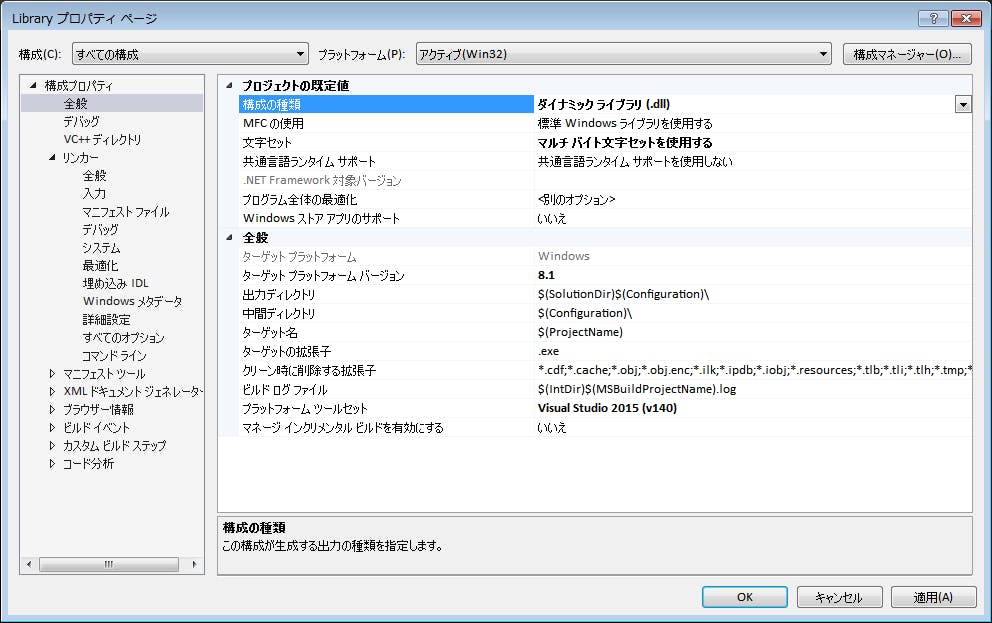 Library プロパティ ページ
構成(C): すべての構成 プラットフォーム(P): アクティブ(Win32) 構成マネージャー(O)...
構成プロパティ
全般
デバッグ
VC++ ディレクトリ
リンカー
全般
入力
マニフェスト ファイル
デバッグ
システム
最適化
埋め込み IDL
Windows メタデータ
詳細設定
すべてのオプション
コマンド ライン
マニフェスト ツール
XML ドキュメント ジェネレーター
ブラウザー情報
ビルド イベント
カスタム ビルド ステップ
コード分析
プロジェクトの既定値
構成の種類 ダイナミック ライブラリ (.dll)
MFC の使用 標準 Windows ライブラリを使用する
文字セット マルチ バイト文字セットを使用する
共通言語ランタイム サポート 共通言語ランタイム サポートを使用しない
.NET Framework 対象バージョン
プログラム全体の最適化 <別のオプション>
Windows ストア アプリのサポート いいえ
全般
ターゲット プラットフォーム Windows
ターゲット プラットフォーム バージョン 8.1
出力ディレクトリ $(SolutionDir)$(Configuration)\
中間ディレクトリ $(Configuration)\
ターゲット名 $(ProjectName)
ターゲットの拡張子 .exe
クリーン時に削除する拡張子 *.cdf;*.cache;*.obj;*.obj.enc;*.ilk;*.ipdb;*.iobj;*.resources;*.tlb;*.tli;*.tlh;*.tmp;*
ビルド ログ ファイル $(IntDir)$(MSBuildProjectName).log
プラットフォーム ツールセット Visual Studio 2015 (v140)
マネージ インクリメンタル ビルドを有効にする いいえ
構成の種類
この構成が生成する出力の種類を指定します。
OK キャンセル 適用(A)